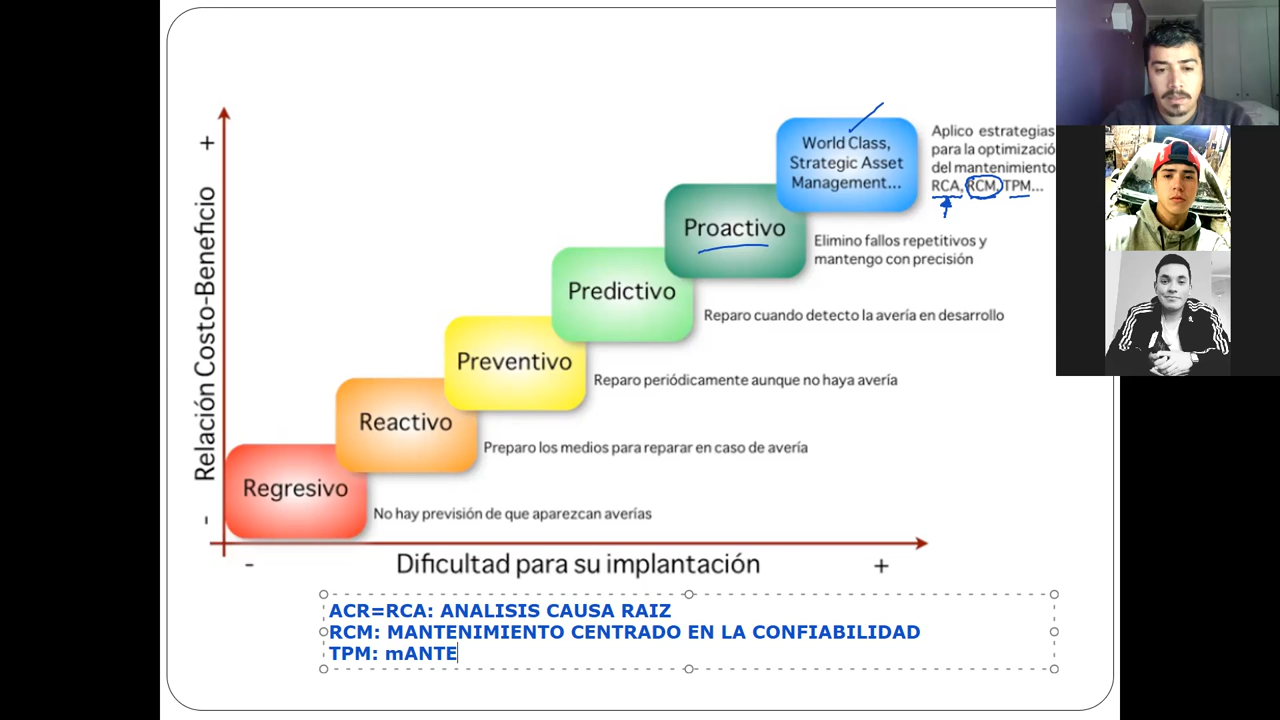 +
Relación Costo-Beneficio
-
World Class,
Strategic Asset
Management...
Aplico estrategias
para la optimizació
del mantenimiento
RCA, RCM, TPM...
Proactivo
Elimino fallos repetitivos y
mantengo con precisión
Predictivo
Reparo cuando detecto la avería en desarrollo
Preventivo
Reparo periódicamente aunque no haya avería
Reactivo
Preparo los medios para reparar en caso de avería
Regresivo
No hay previsión de que aparezcan averías
- Dificultad para su implantación +
ACR=RCA: ANALISIS CAUSA RAIZ
RCM: MANTENIMIENTO CENTRADO EN LA CONFIABILIDAD
TPM: mANTE